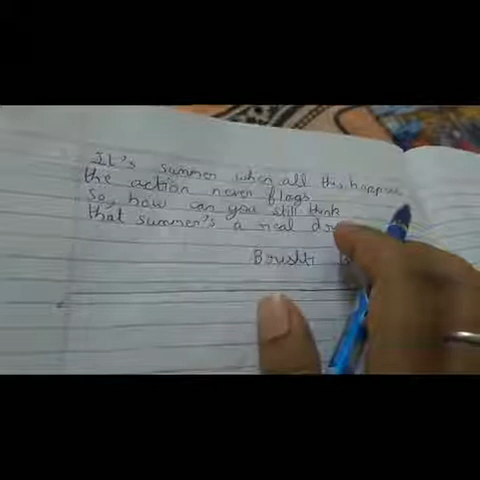 It's summer when all this happens
the action never flags
So, how can you still think
that summer's a real
Brushti